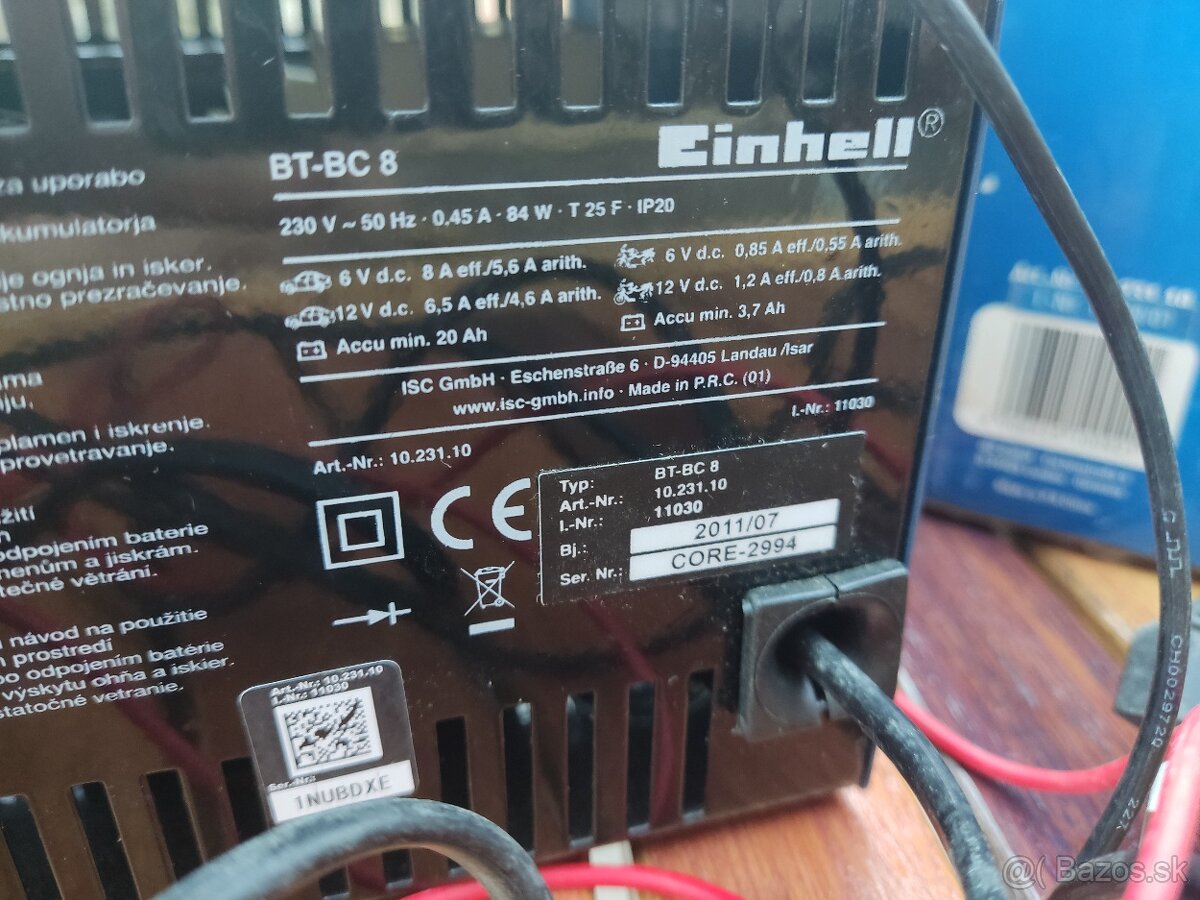 za uporabo
kumulatorja
je ognja in isker.
stno prezračevanje.
plamen i iskrenje.
provetravanje.
odpojením baterie
menům a jiskrám.
tečné větrání.
návod na použitie
prostredí
po odpojením batérie
výskytu ohňa a iskier.
statočné vetranie.
BT-BC 8
Einhell®
230 V ~ 50 Hz · 0,45 A · 84 W · T 25 F · IP20
6 V d.c. 8 A eff./5,6 A arith.
12 V d.c. 6,5 A eff./4,6 A arith.
Accu min. 20 Ah
6 V d.c. 0,85 A eff./0,55 A arith.
12 V d.c. 1,2 A eff./0,8 A arith.
Accu min. 3,7 Ah
ISC GmbH · Eschenstraße 6 · D-94405 Landau /Isar
www.isc-gmbh.info · Made in P.R.C. (01)
I.-Nr.: 11030
Art.-Nr.: 10.231.10
CE
Typ: BT-BC 8
Art.-Nr.: 10.231.10
I.-Nr.: 11030
Bj.: 2011/07
Ser. Nr.: CORE-2994
Art.-Nr.: 10.231.10
I.-Nr.: 11030
Ser.-Nr.:
1NUBDXE
CH0029720
22X
@( Bazos.sk